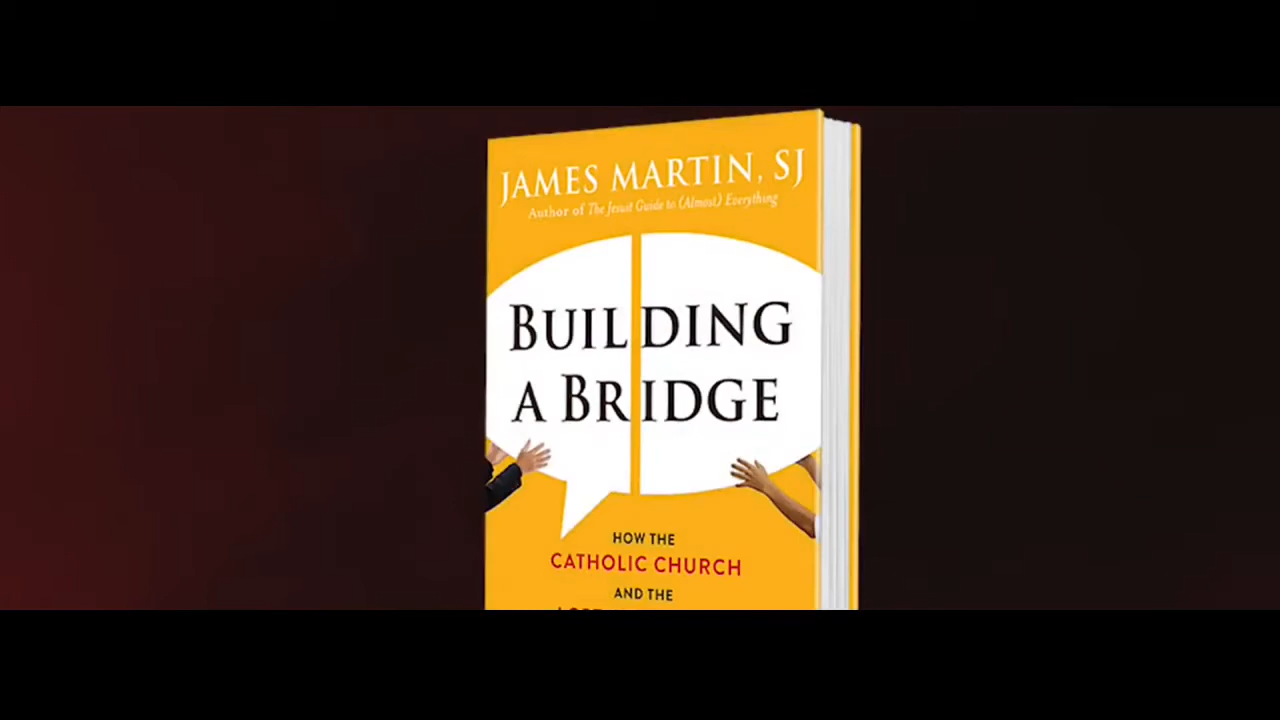 JAMES MARTIN, SJ
Author of The Jesuit Guide to (Almost) Everything
BUILDING
A BRIDGE
HOW THE
CATHOLIC CHURCH
AND THE